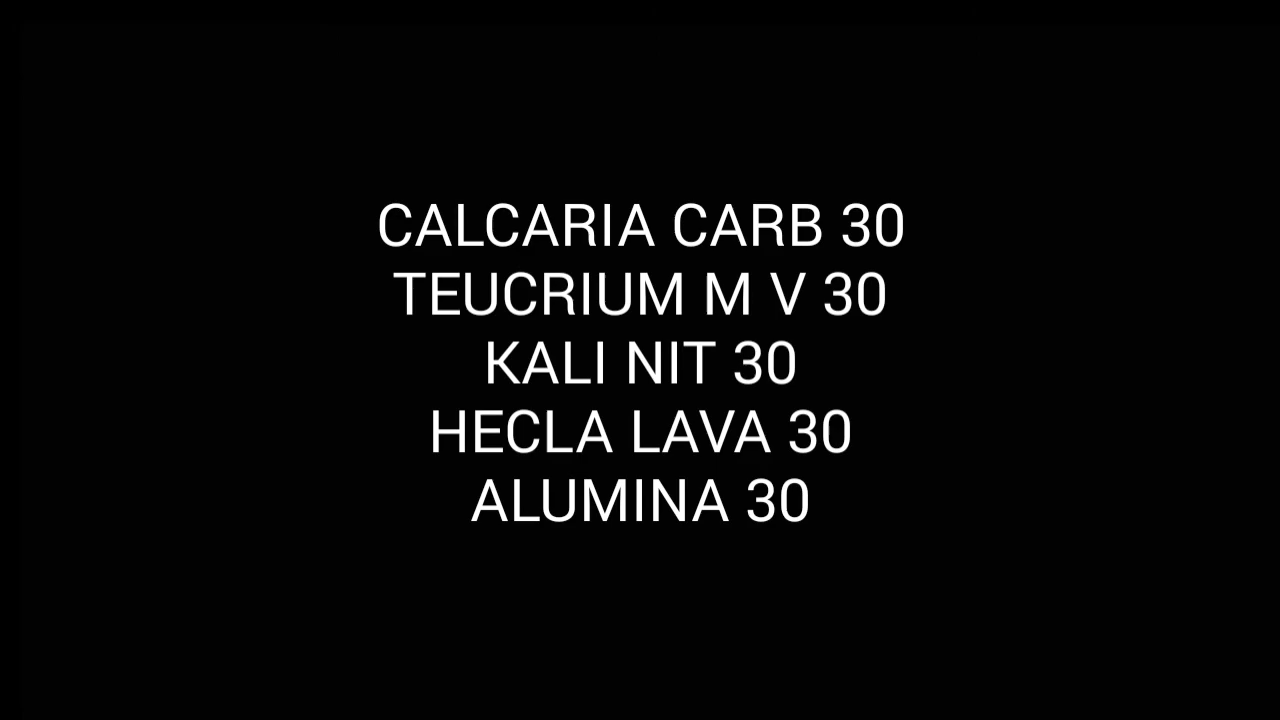 CALCARIA CARB 30
TEUCRIUM M V 30
KALI NIT 30
HECLA LAVA 30
ALUMINA 30